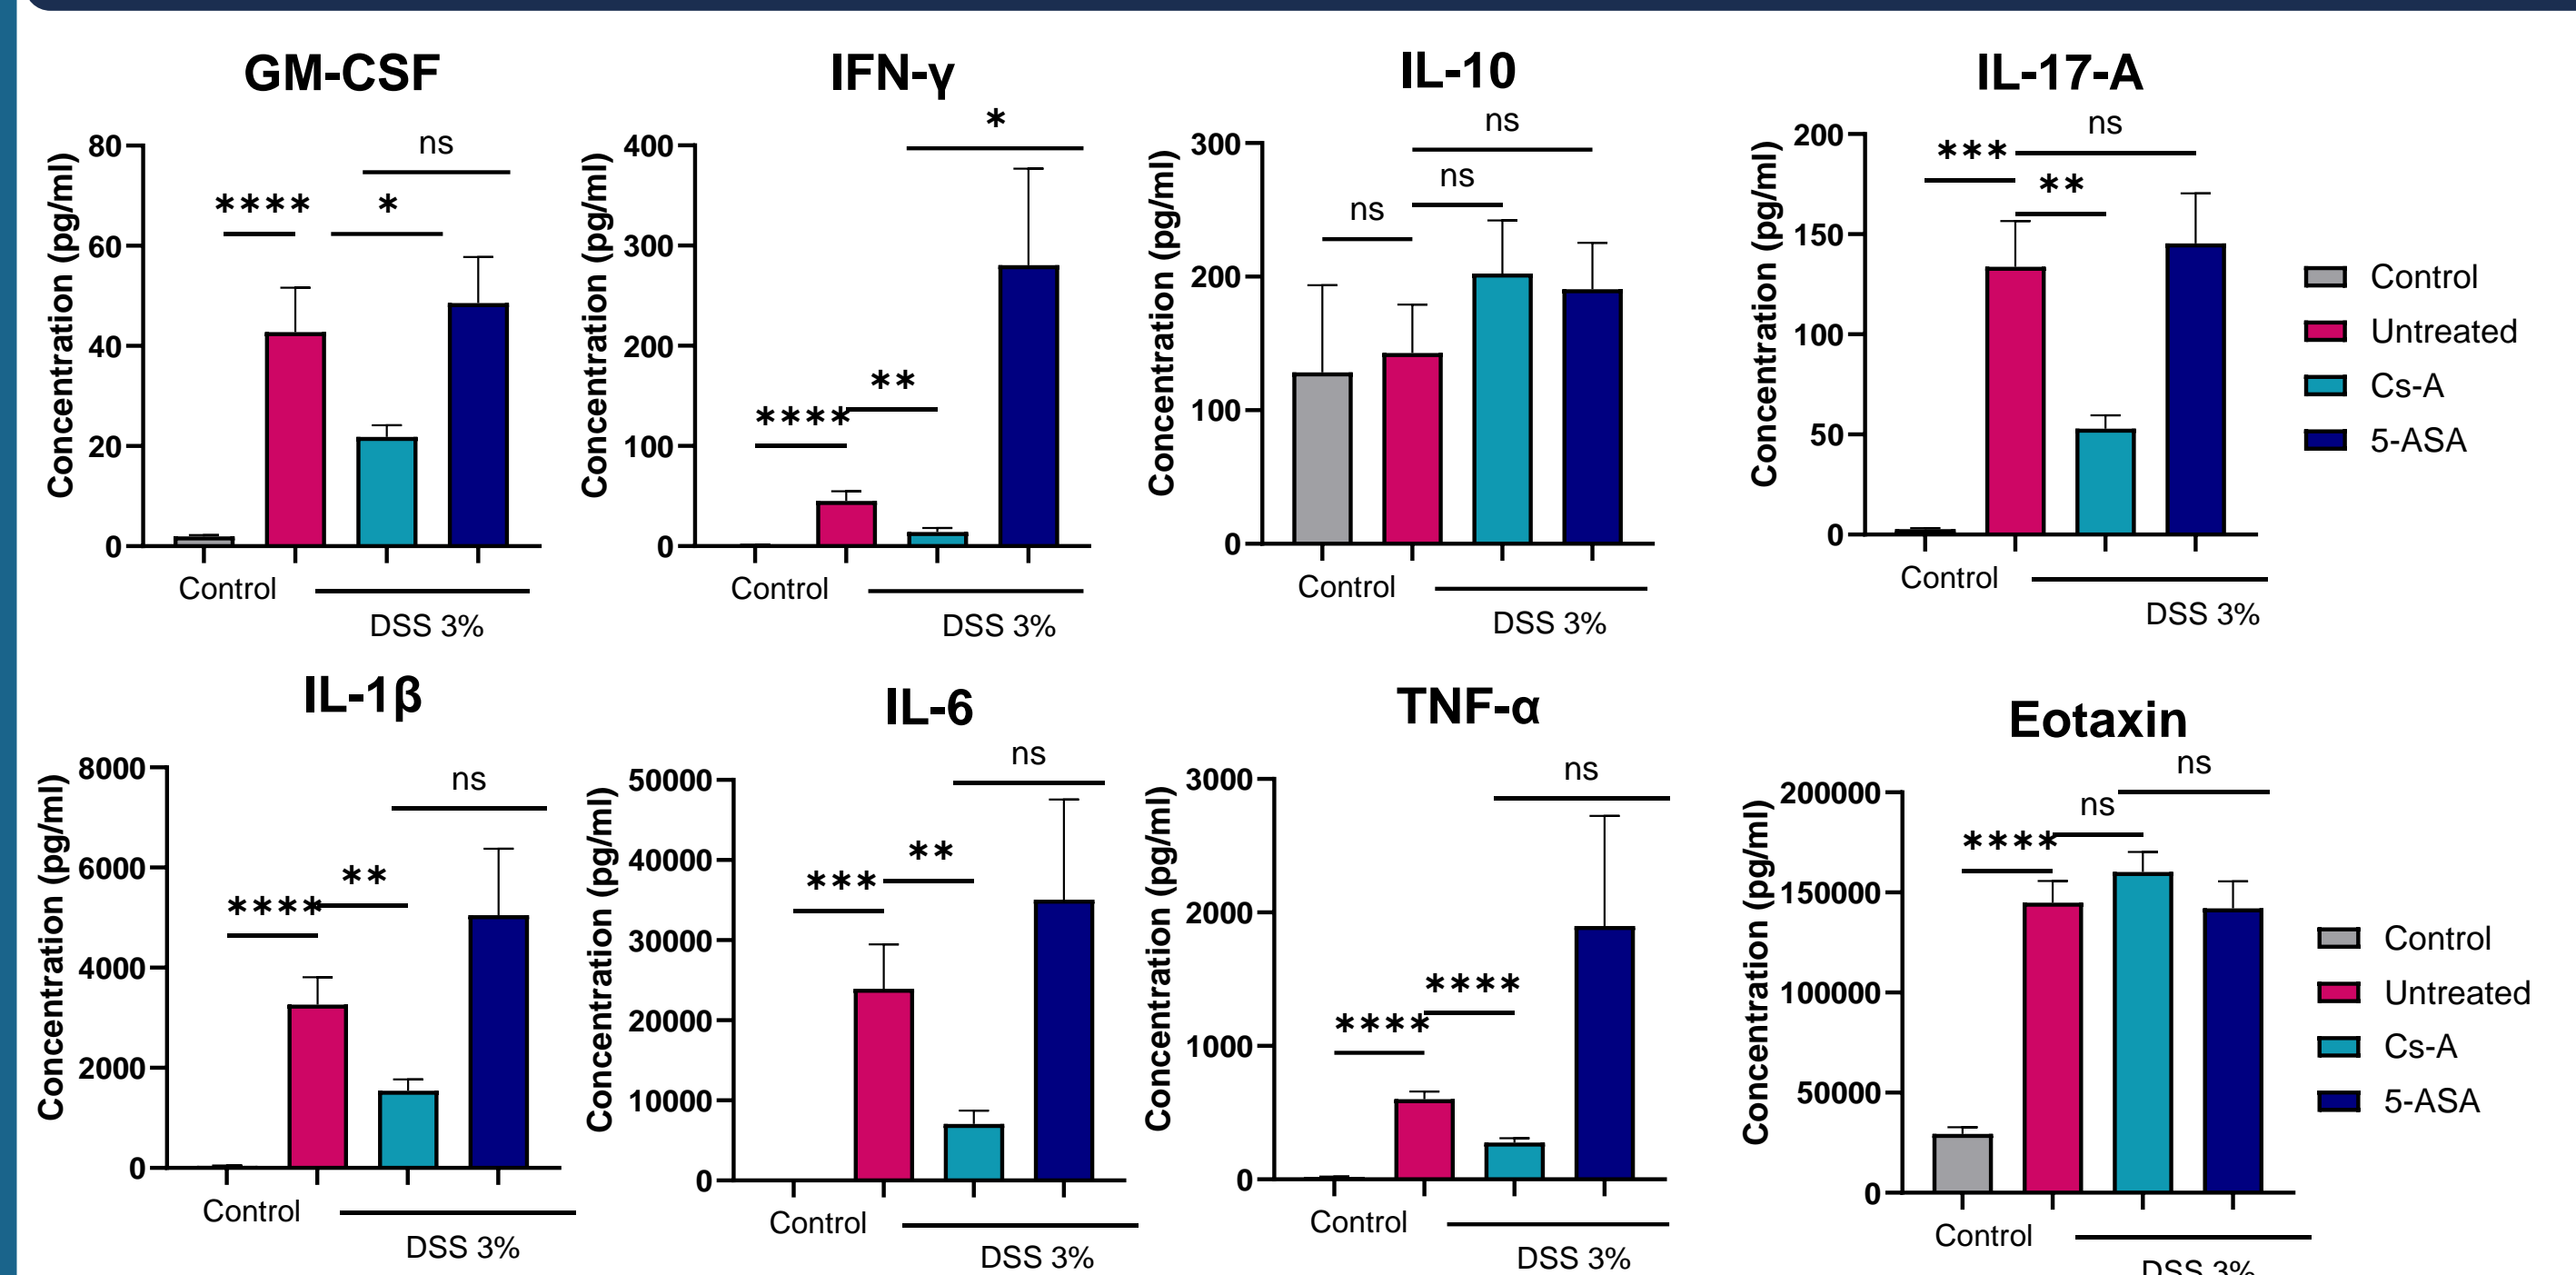 GM-CSF
Concentration (pg/ml)
80
60
40
20
0
****
*
ns
Control
DSS 3%
IFN-γ
Concentration (pg/ml)
400
300
200
100
0
****
**
*
Control
DSS 3%
IL-10
Concentration (pg/ml)
300
200
100
0
ns
ns
ns
Control
DSS 3%
IL-17-A
Concentration (pg/ml)
200
150
100
50
0
***
**
ns
Control
DSS 3%
Control
Untreated
Cs-A
5-ASA
IL-1β
Concentration (pg/ml)
8000
6000
4000
2000
0
****
**
ns
Control
DSS 3%
IL-6
Concentration (pg/ml)
50000
40000
30000
20000
10000
0
***
**
ns
Control
DSS 3%
TNF-α
Concentration (pg/ml)
3000
2000
1000
0
****
****
ns
Control
DSS 3%
Eotaxin
Concentration (pg/ml)
200000
150000
100000
50000
0
****
ns
ns
Control
DSS 3%
Control
Untreated
Cs-A
5-ASA